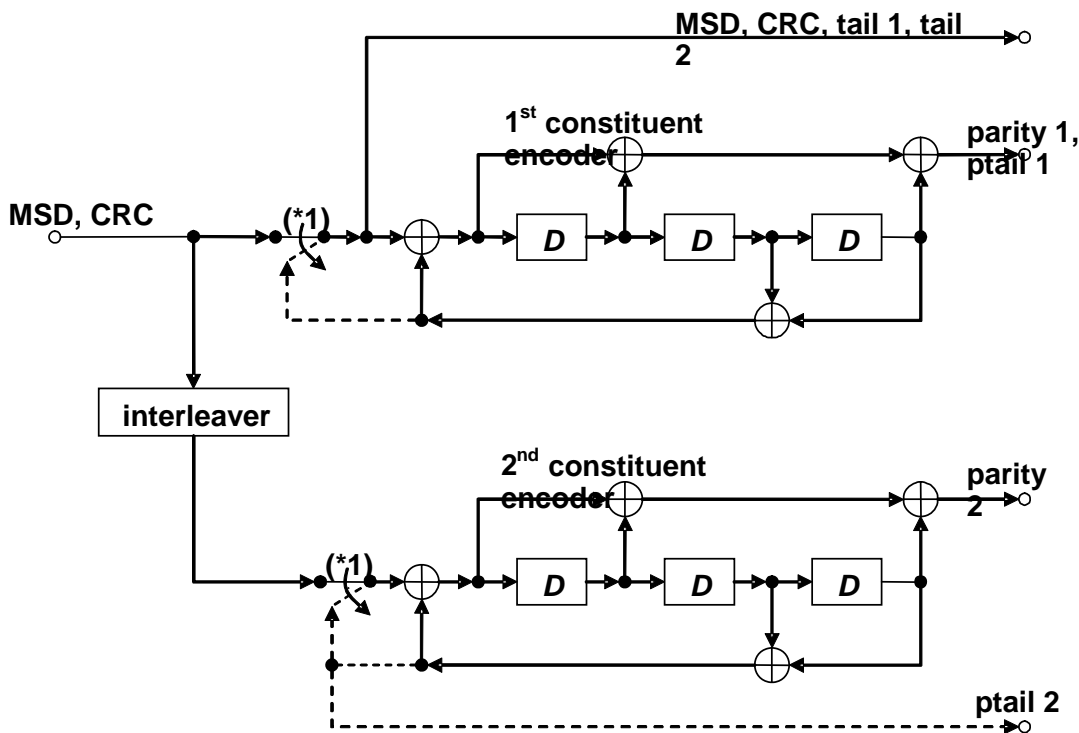 MSD, CRC, tail 1, tail
2
1st constituent
encoder
parity 1,
ptail 1
MSD, CRC
(*1)
D
D
D
interleaver
2nd constituent
encoder
parity
2
(*1)
D
D
D
ptail 2